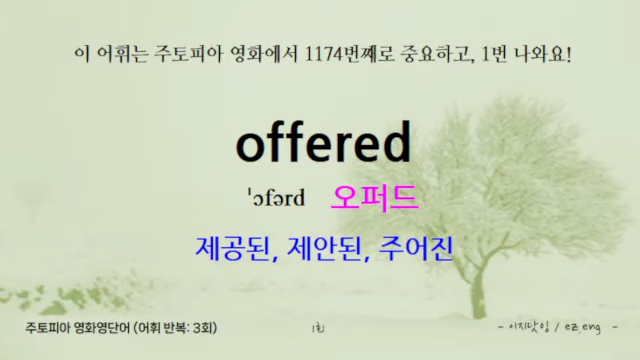 이 어휘는 주토피아 영화에서 1174번째로 중요하고, 1번 나와요!
offered
ˈɔfərd 오퍼드
제공된, 제안된, 주어진
주토피아 영화영단어 (어휘 반복: 3회) 1회 - 이지닷잉 / ez.eng -